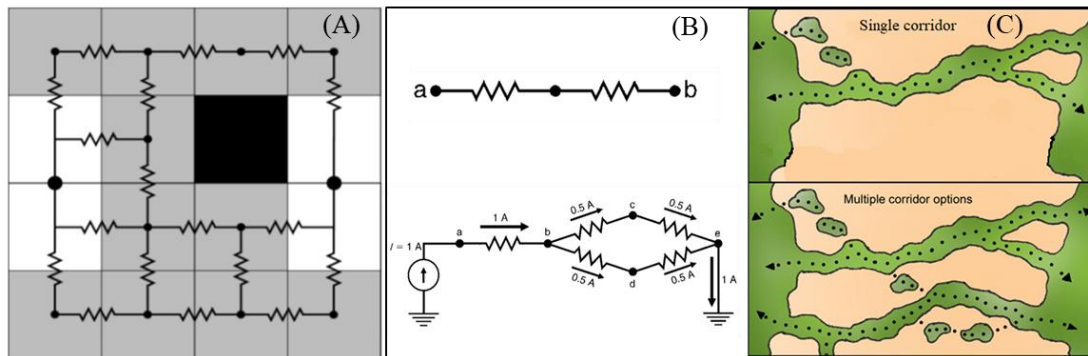 (A)
(B)
a
b
I = 1 A
a
1 A
b
0.5 A
c
0.5 A
0.5 A
d
0.5 A
e
1 A
Single corridor
(C)
Multiple corridor options